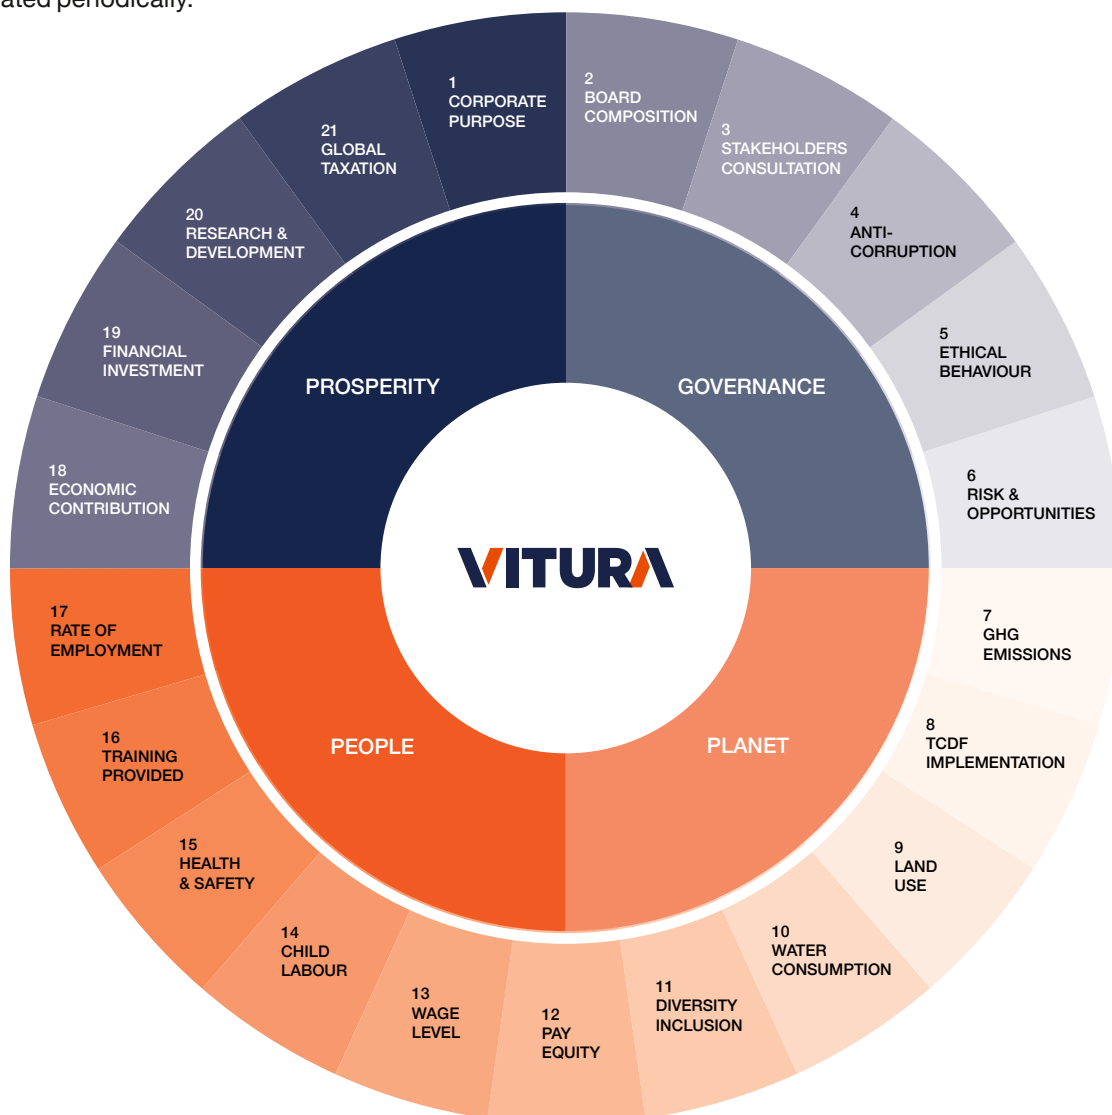 ated periodically.
1
CORPORATE
PURPOSE
2
BOARD
COMPOSITION
3
STAKEHOLDERS
CONSULTATION
4
ANTI-
CORRUPTION
5
ETHICAL
BEHAVIOUR
6
RISK &
OPPORTUNITIES
7
GHG
EMISSIONS
8
TCDF
IMPLEMENTATION
9
LAND
USE
10
WATER
CONSUMPTION
11
DIVERSITY
INCLUSION
12
PAY
EQUITY
13
WAGE
LEVEL
14
CHILD
LABOUR
15
HEALTH
& SAFETY
16
TRAINING
PROVIDED
17
RATE OF
EMPLOYMENT
18
ECONOMIC
CONTRIBUTION
19
FINANCIAL
INVESTMENT
20
RESEARCH &
DEVELOPMENT
21
GLOBAL
TAXATION
PROSPERITY
GOVERNANCE
VITURA
PEOPLE
PLANET